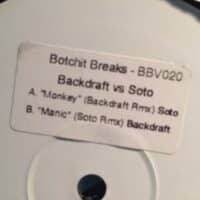 Botchit Breaks - BBV020
Backdraft vs Soto
A. "Monkey" (Backdraft Rmx) Soto
B. "Manic" (Soto Rmx) Backdraft